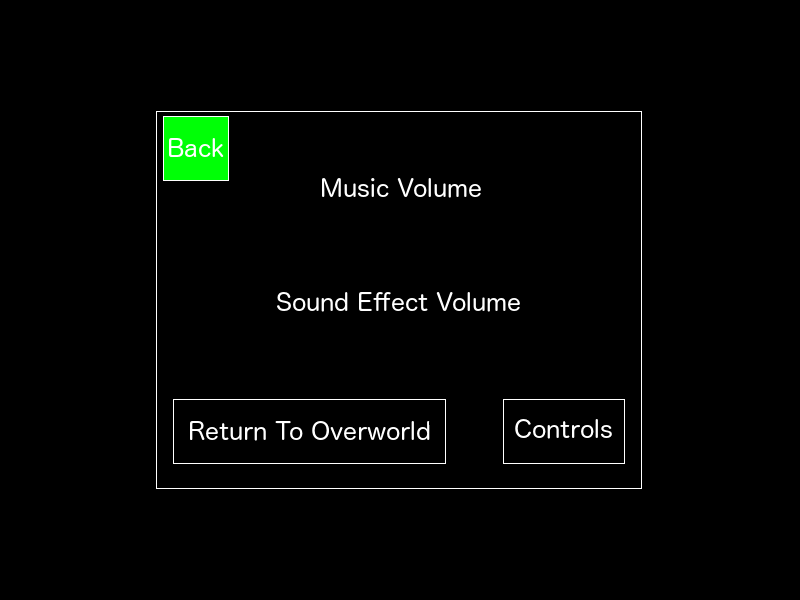 Back
Music Volume
Sound Effect Volume
Return To Overworld
Controls